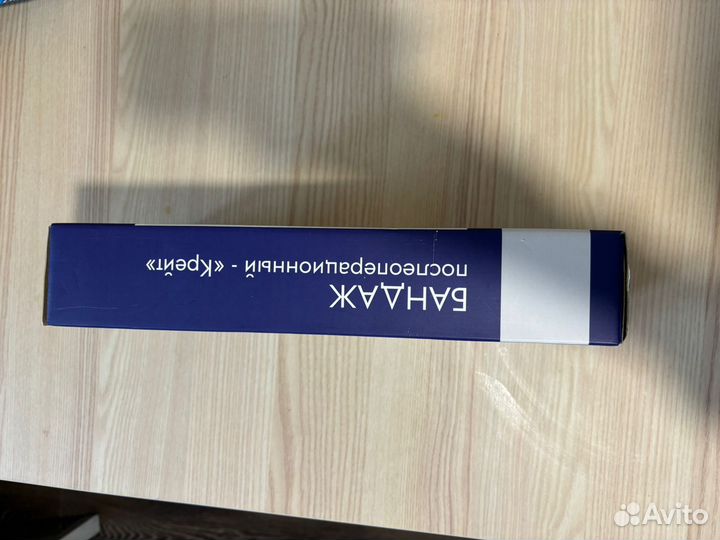 БАНДАЖ
послеоперационный - «Крейт»
Avito